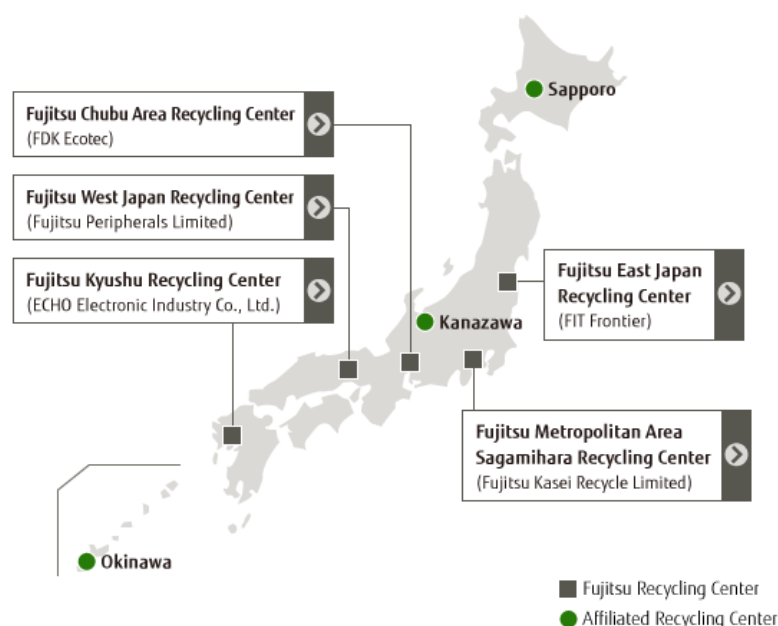 Sapporo
Fujitsu Chubu Area Recycling Center
(FDK Ecotec)
Fujitsu West Japan Recycling Center
(Fujitsu Peripherals Limited)
Fujitsu Kyushu Recycling Center
(ECHO Electronic Industry Co., Ltd.)
Fujitsu East Japan
Recycling Center
(FIT Frontier)
Kanazawa
Fujitsu Metropolitan Area
Sagamihara Recycling Center
(Fujitsu Kasei Recycle Limited)
Okinawa
Fujitsu Recycling Center
Affiliated Recycling Center